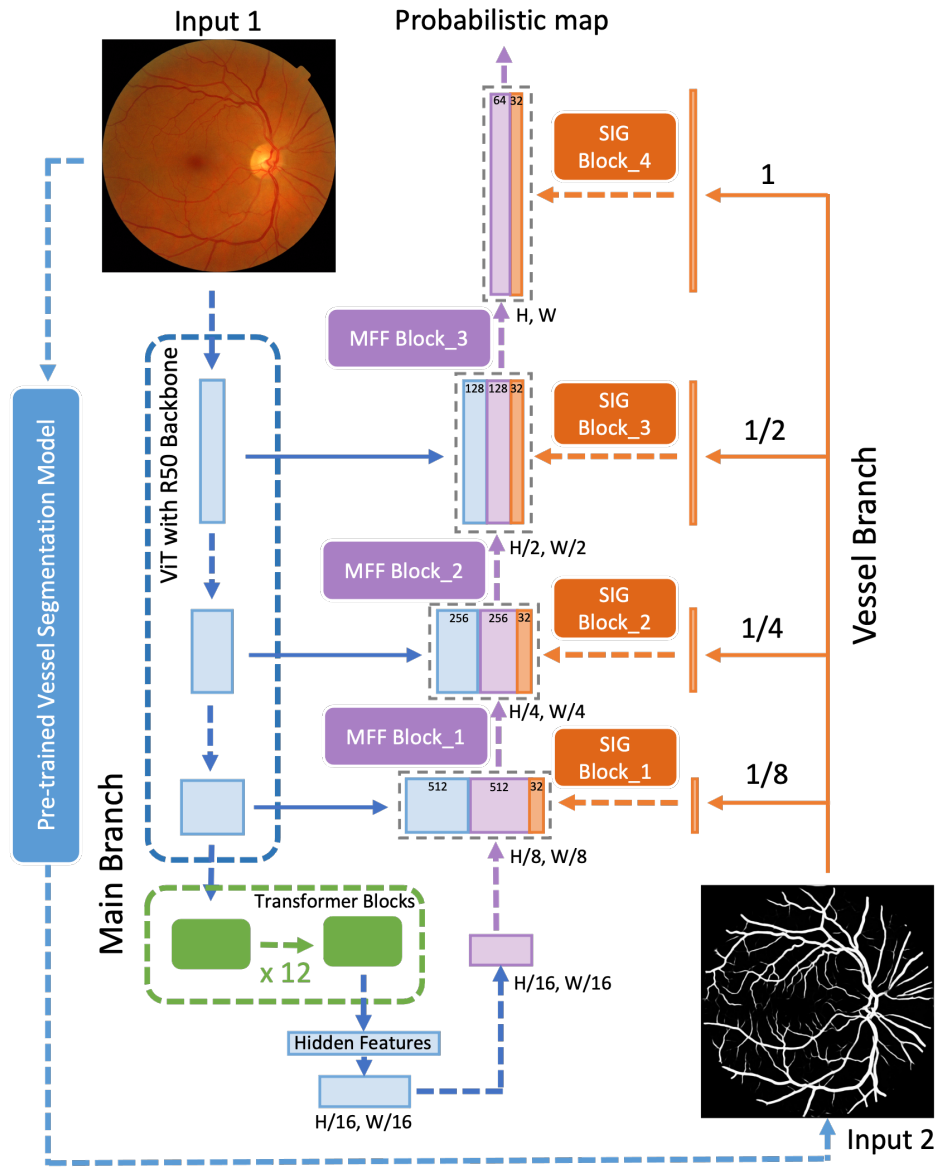 Input 1
Probabilistic map
64 32
SIG
Block_4
1
H, W
MFF Block_3
ViT with R50 Backbone
128 128 32
SIG
Block_3
1/2
H/2, W/2
MFF Block_2
Pre-trained Vessel Segmentation Model
Vessel Branch
256 256 32
SIG
Block_2
1/4
H/4, W/4
MFF Block_1
SIG
Block_1
512 512 32
1/8
H/8, W/8
Main Branch
Transformer Blocks
x 12
H/16, W/16
Hidden Features
H/16, W/16
Input 2